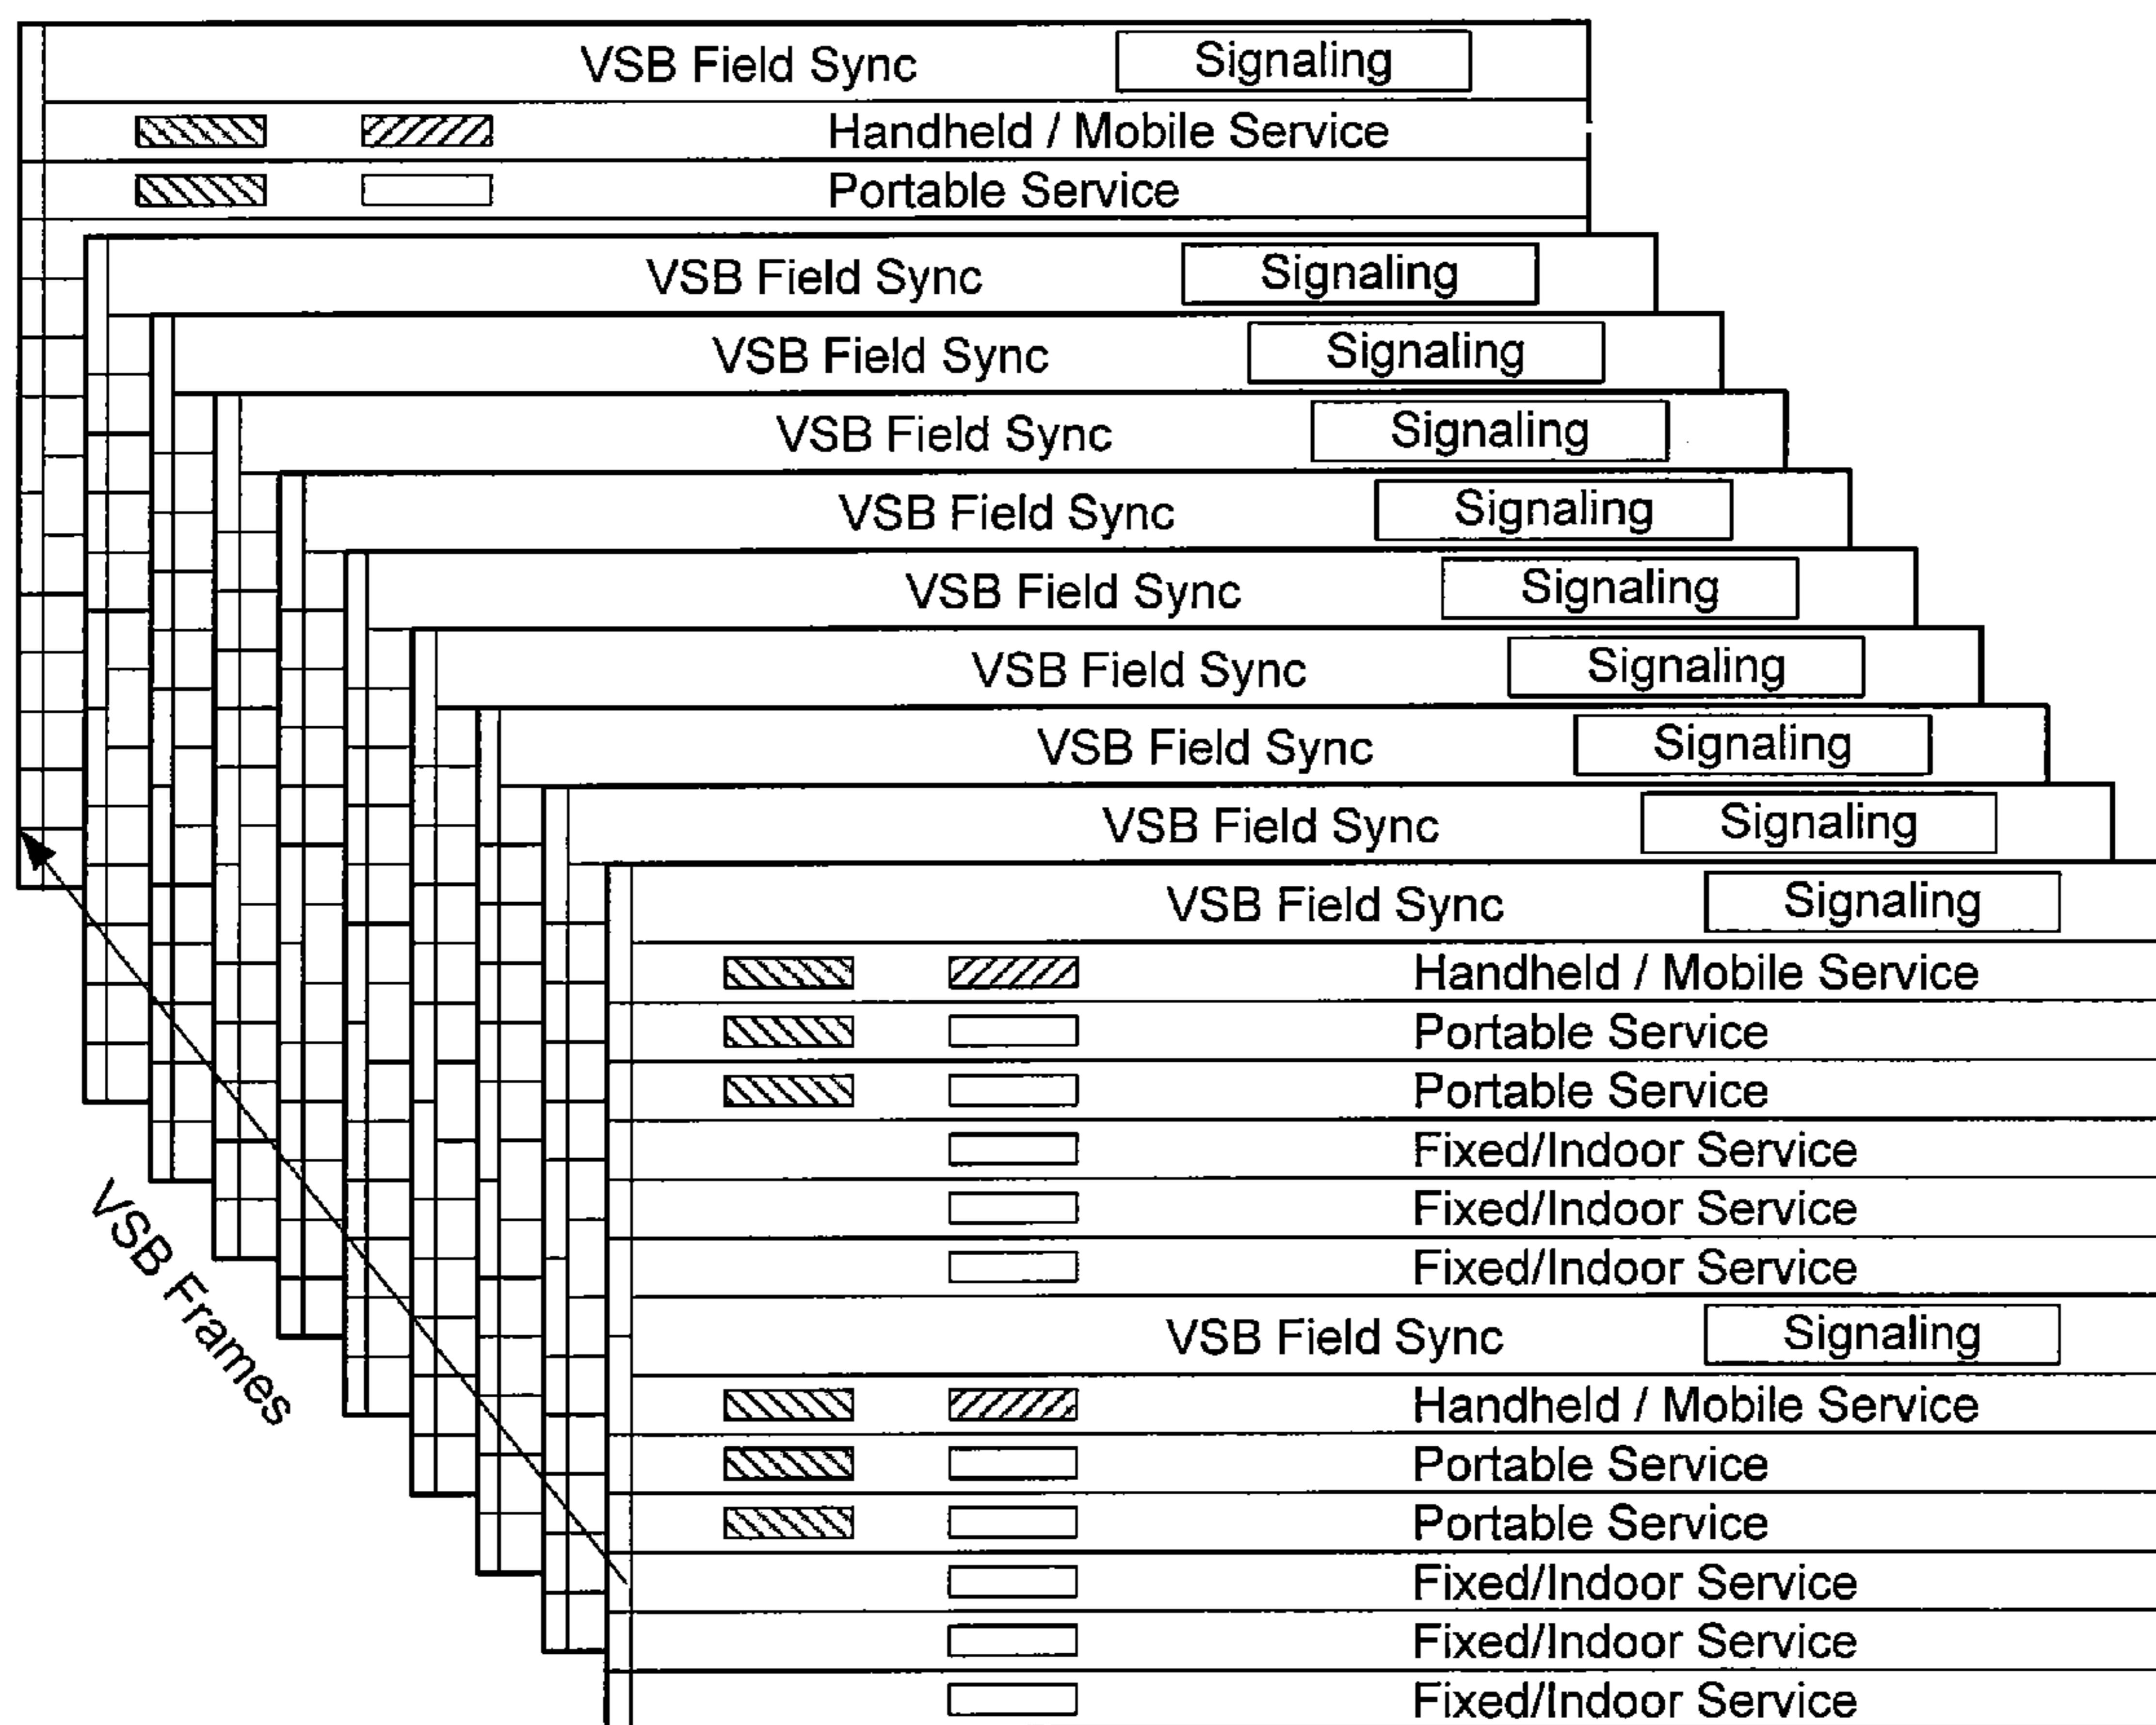 VSB Field Sync Signaling
Handheld / Mobile Service
Portable Service
VSB Field Sync Signaling
VSB Field Sync Signaling
VSB Field Sync Signaling
VSB Field Sync Signaling
VSB Field Sync Signaling
VSB Field Sync Signaling
VSB Field Sync Signaling
VSB Field Sync Signaling
VSB Field Sync Signaling
Handheld / Mobile Service
Portable Service
Portable Service
Fixed/Indoor Service
Fixed/Indoor Service
Fixed/Indoor Service
VSB Field Sync Signaling
Handheld / Mobile Service
Portable Service
Portable Service
Fixed/Indoor Service
Fixed/Indoor Service
Fixed/Indoor Service
VSB Frames